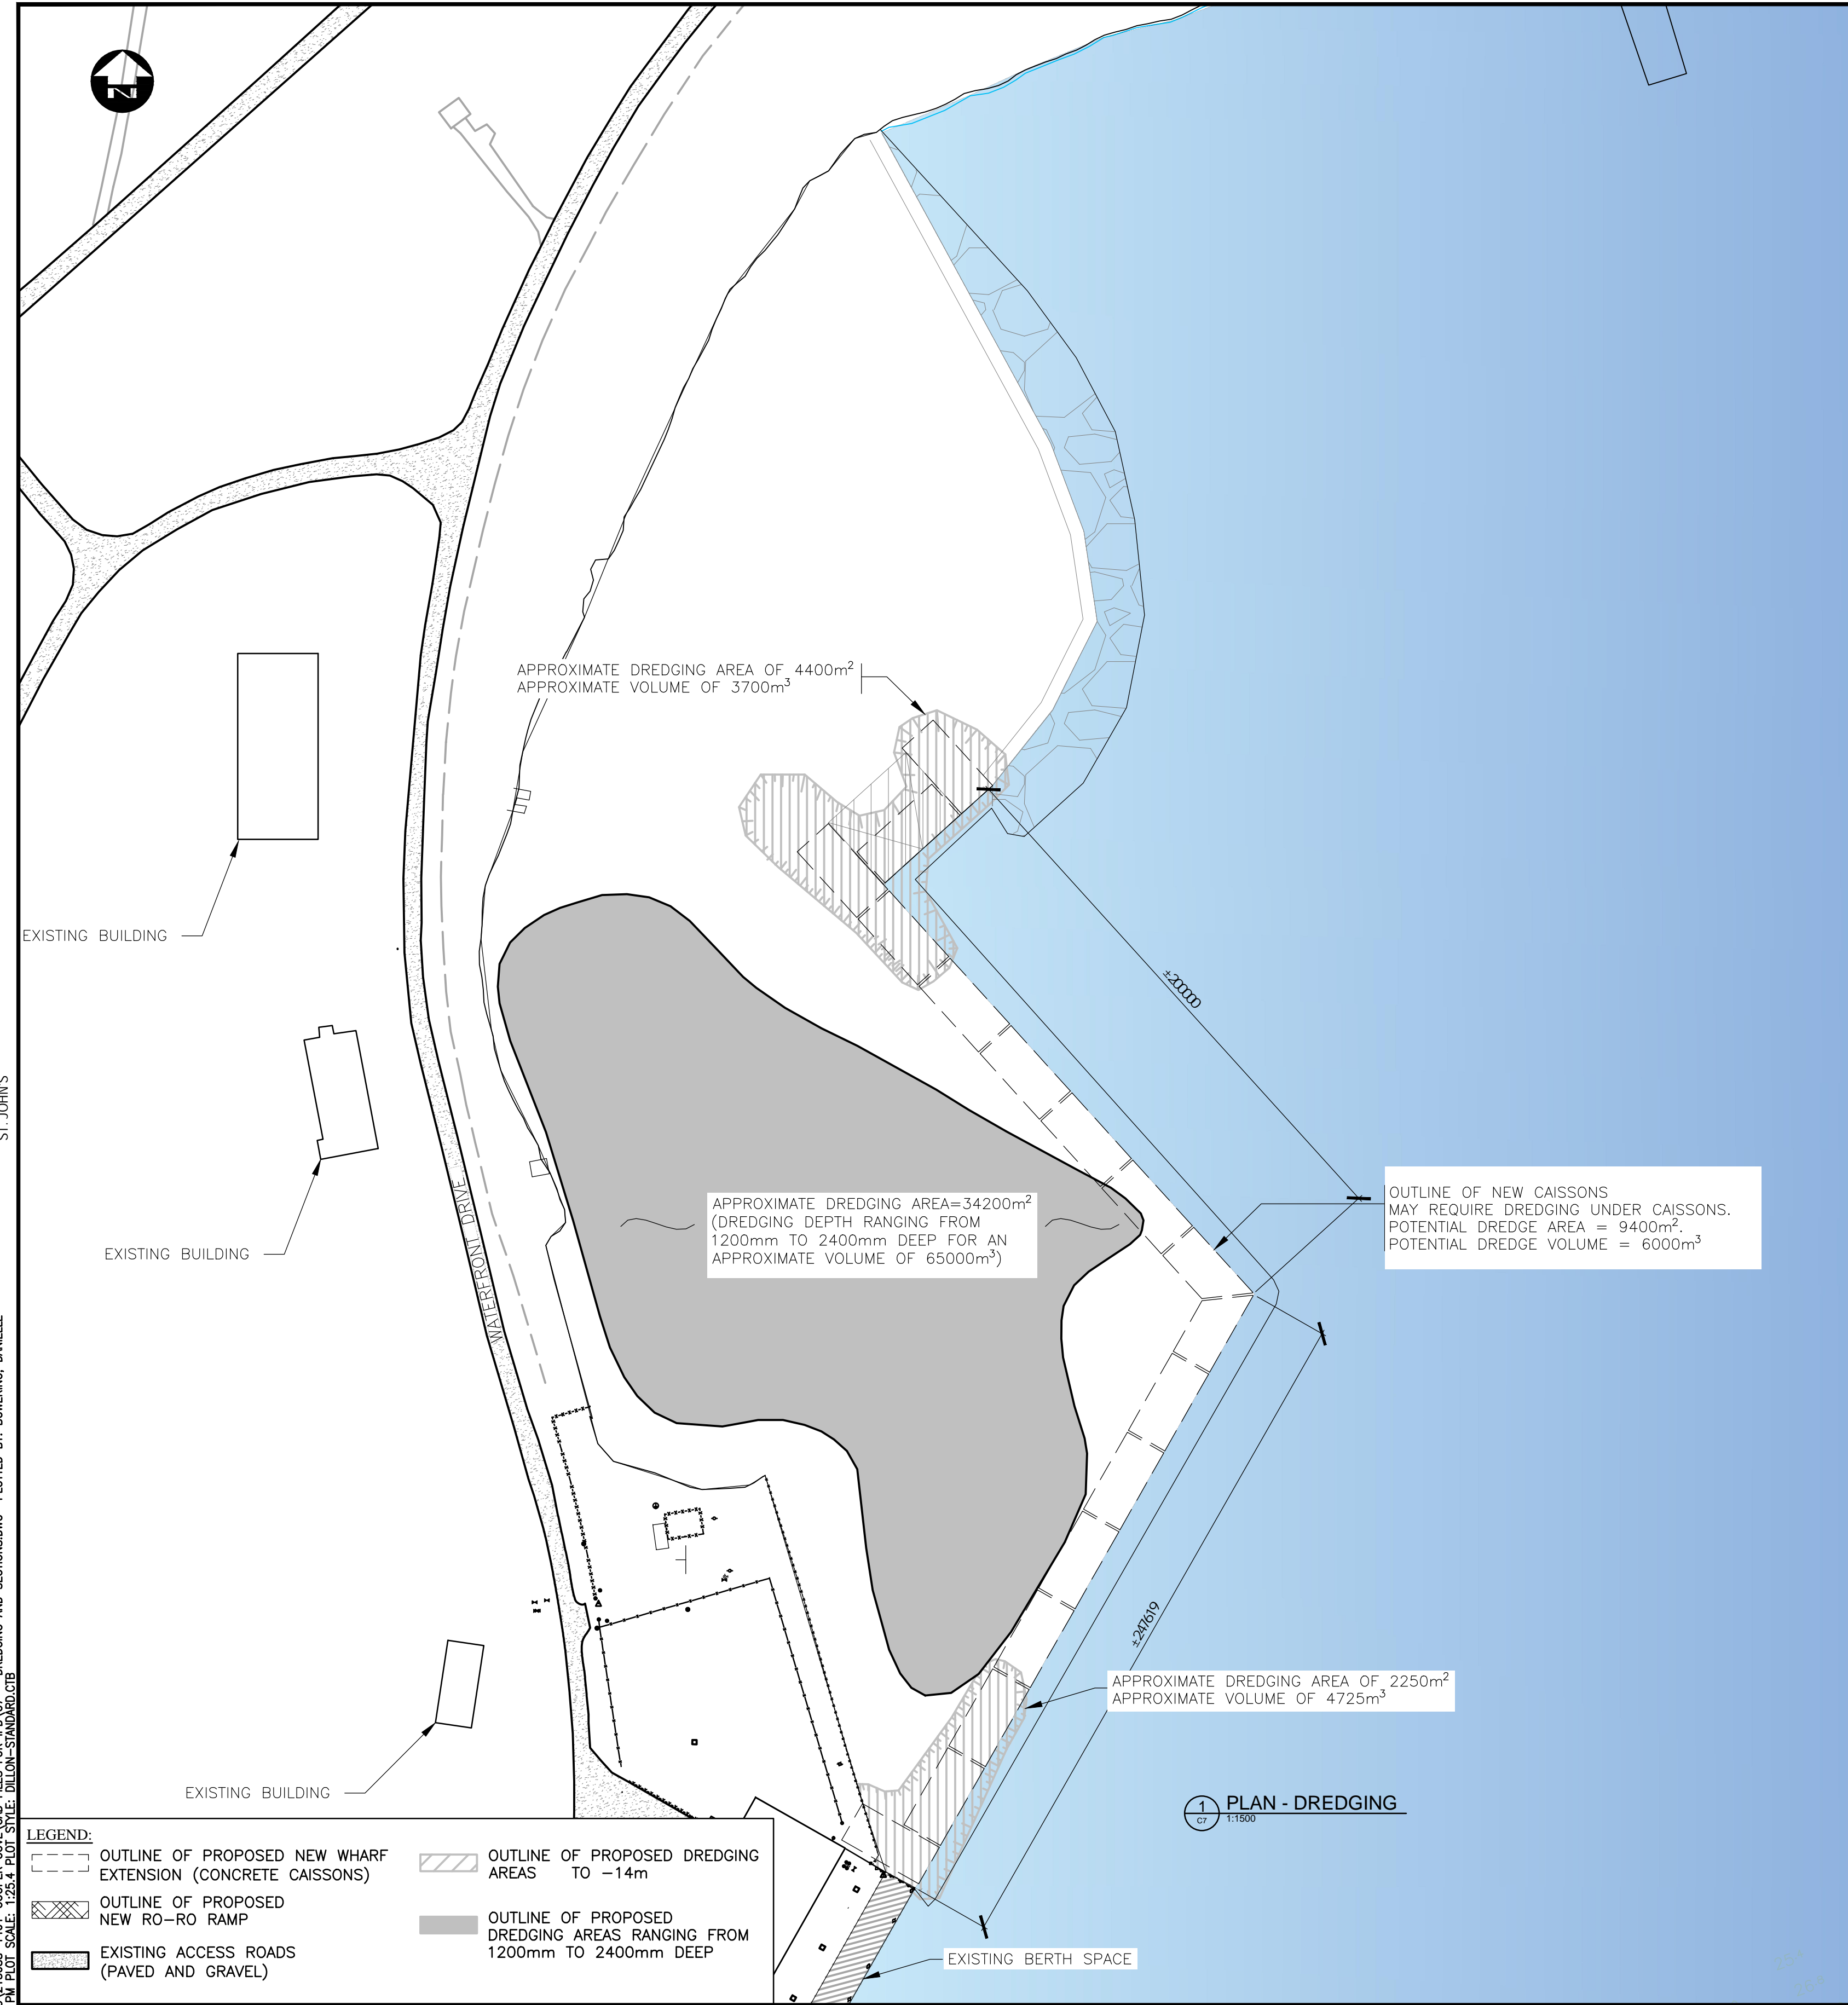 N
APPROXIMATE DREDGING AREA OF 4400m²
APPROXIMATE VOLUME OF 3700m³
EXISTING BUILDING
±200000
ST. JOHN'S
WATERFRONT DRIVE
APPROXIMATE DREDGING AREA=34200m²
(DREDGING DEPTH RANGING FROM
1200mm TO 2400mm DEEP FOR AN
APPROXIMATE VOLUME OF 65000m³)
OUTLINE OF NEW CAISSONS
MAY REQUIRE DREDGING UNDER CAISSONS.
POTENTIAL DREDGE AREA = 9400m².
POTENTIAL DREDGE VOLUME = 6000m³
EXISTING BUILDING
±247619
APPROXIMATE DREDGING AREA OF 2250m²
APPROXIMATE VOLUME OF 4725m³
EXISTING BUILDING
1
C7
PLAN - DREDGING
1:1500
LEGEND:
OUTLINE OF PROPOSED NEW WHARF
EXTENSION (CONCRETE CAISSONS)
OUTLINE OF PROPOSED
NEW RO-RO RAMP
EXISTING ACCESS ROADS
(PAVED AND GRAVEL)
OUTLINE OF PROPOSED DREDGING
AREAS TO -14m
OUTLINE OF PROPOSED
DREDGING AREAS RANGING FROM
1200mm TO 2400mm DEEP
EXISTING BERTH SPACE
PM PLOT SCALE: 1:25.4 PLOT STYLE: DILLON-STANDARD.CTB